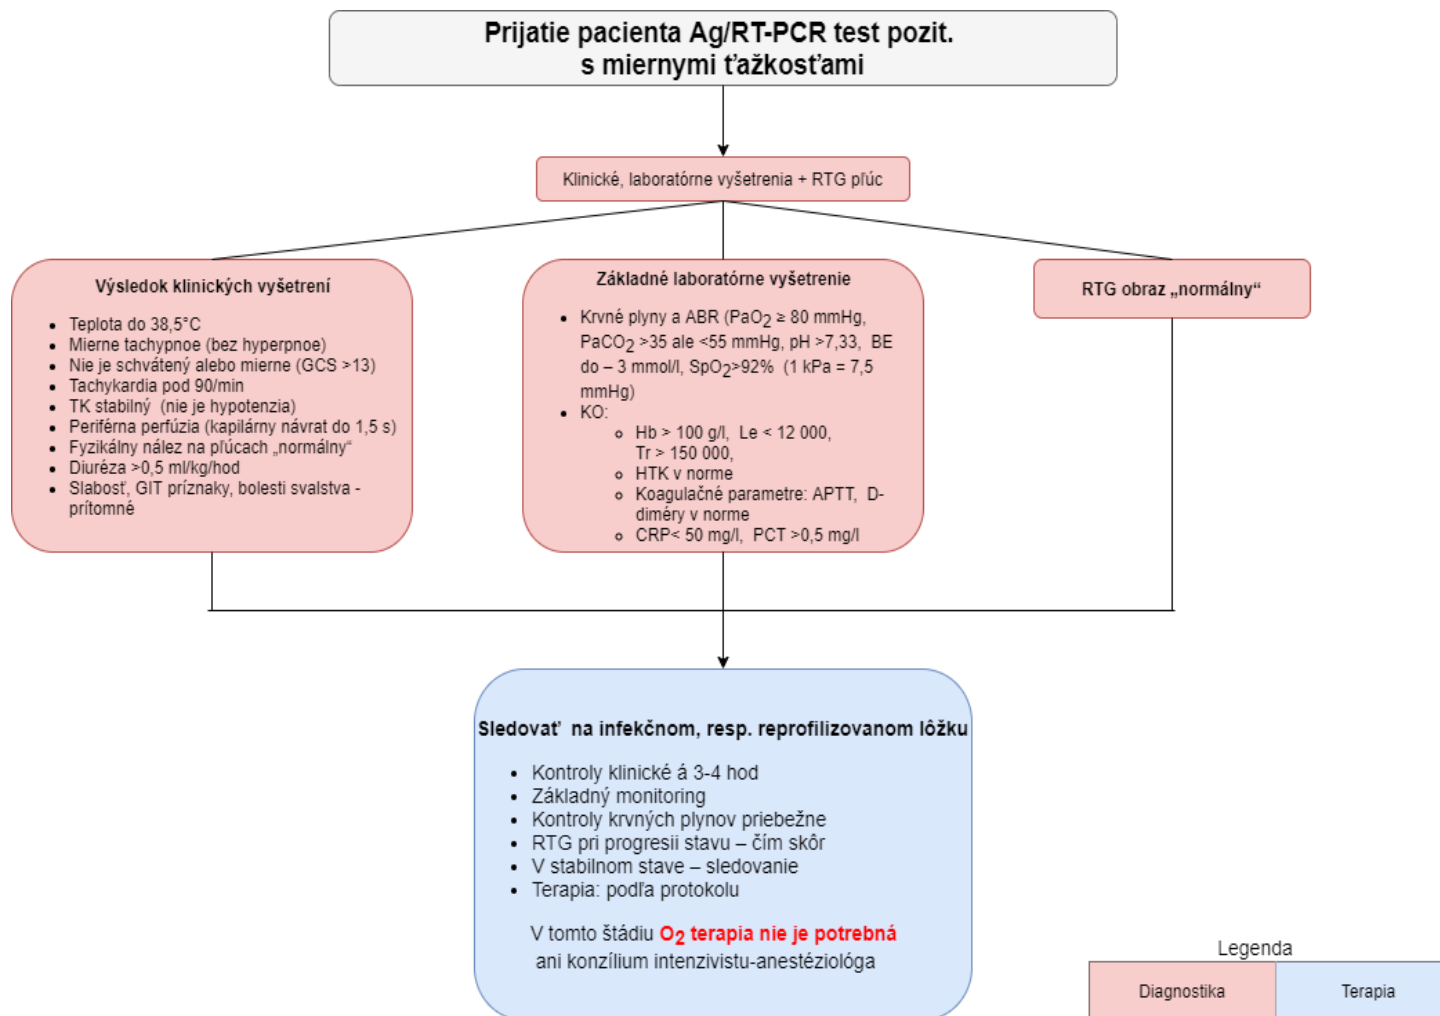 Prijatie pacienta Ag/RT-PCR test pozit.
s miernymi ťažkosťami
Klinické, laboratórne vyšetrenia + RTG pľúc
Výsledok klinických vyšetrení
• Teplota do 38,5°C
• Mierne tachypnoe (bez hyperpnoe)
• Nie je schvátený alebo mierne (GCS >13)
• Tachykardia pod 90/min
• TK stabilný  (nie je hypotenzia)
• Periférna perfúzia (kapilárny návrat do 1,5 s)
• Fyzikálny nález na pľúcach „normálny“
• Diuréza >0,5 ml/kg/hod
• Slabosť, GIT príznaky, bolesti svalstva -
prítomné
Základné laboratórne vyšetrenie
• Krvné plyny a ABR (PaO2 ≥ 80 mmHg,
PaCO2 >35 ale <55 mmHg, pH >7,33,  BE
do – 3 mmol/l, SpO2>92%  (1 kPa = 7,5
mmHg)
• KO:
o Hb > 100 g/l,  Le < 12 000,
Tr > 150 000,
o HTK v norme
o Koagulačné parametre: APTT,  D-
diméry v norme
o CRP< 50 mg/l,  PCT >0,5 mg/l
RTG obraz „normálny“
Sledovať  na infekčnom, resp. reprofilizovanom lôžku
• Kontroly klinické á 3-4 hod
• Základný monitoring
• Kontroly krvných plynov priebežne
• RTG pri progresii stavu – čím skôr
• V stabilnom stave – sledovanie
• Terapia: podľa protokolu
V tomto štádiu O2 terapia nie je potrebná
ani konzílium intenzivistu-anestéziológa
Legenda
Diagnostika
Terapia